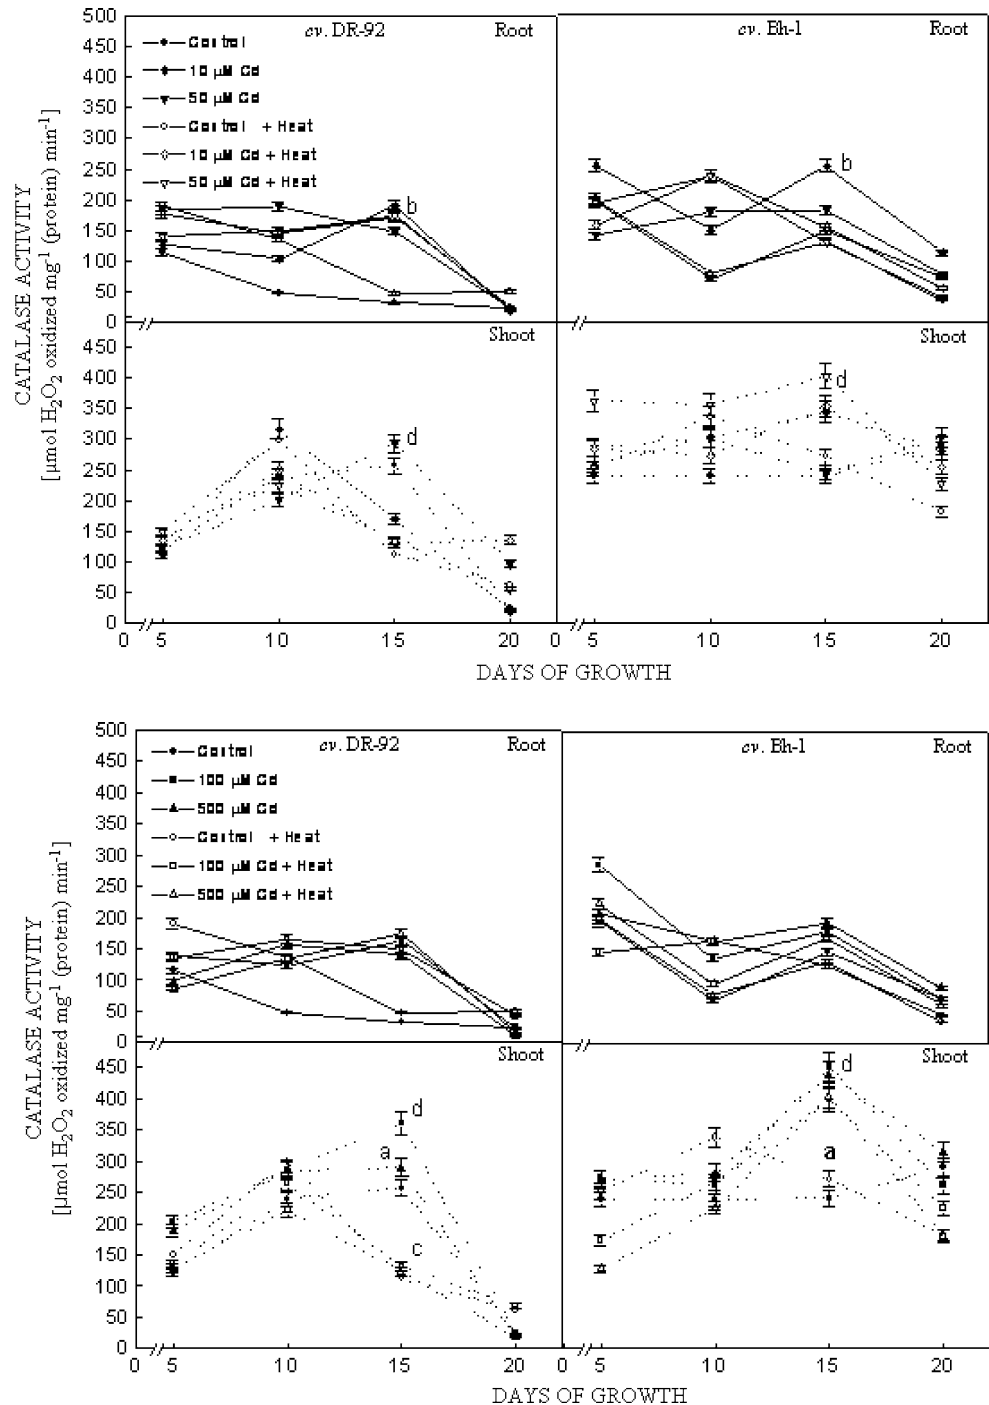 cv. DR-92 Root
cv. Bh-1 Root
Control
10 µM Cd
50 µM Cd
Control + Heat
10 µM Cd + Heat
50 µM Cd + Heat
500
450
400
350
300
250
200
150
100
50
0
b
b
CATALASE ACTIVITY
[µmol H2O2 oxidized mg-1 (protein) min-1]
Shoot
Shoot
450
400
350
300
250
200
150
100
50
0
d
d
0 5 10 15 20 0 5 10 15 20
DAYS OF GROWTH
cv. DR-92 Root
cv. Bh-1 Root
Control
100 µM Cd
500 µM Cd
Control + Heat
100 µM Cd + Heat
500 µM Cd + Heat
500
450
400
350
300
250
200
150
100
50
0
CATALASE ACTIVITY
[µmol H2O2 oxidized mg-1 (protein) min-1]
Shoot
Shoot
450
400
350
300
250
200
150
100
50
0
d
a
c
d
a
0 5 10 15 20 0 5 10 15 20
DAYS OF GROWTH